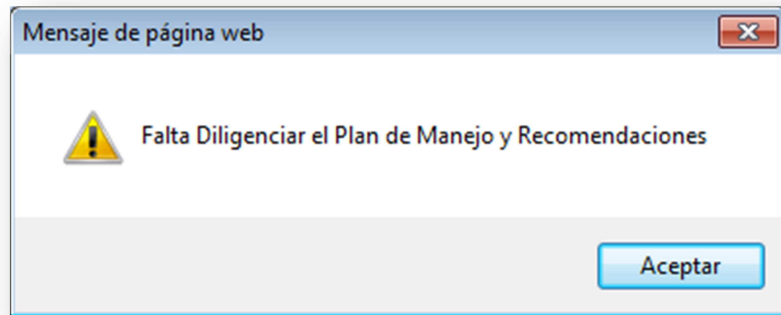 Mensaje de página web
Falta Diligenciar el Plan de Manejo y Recomendaciones
Aceptar